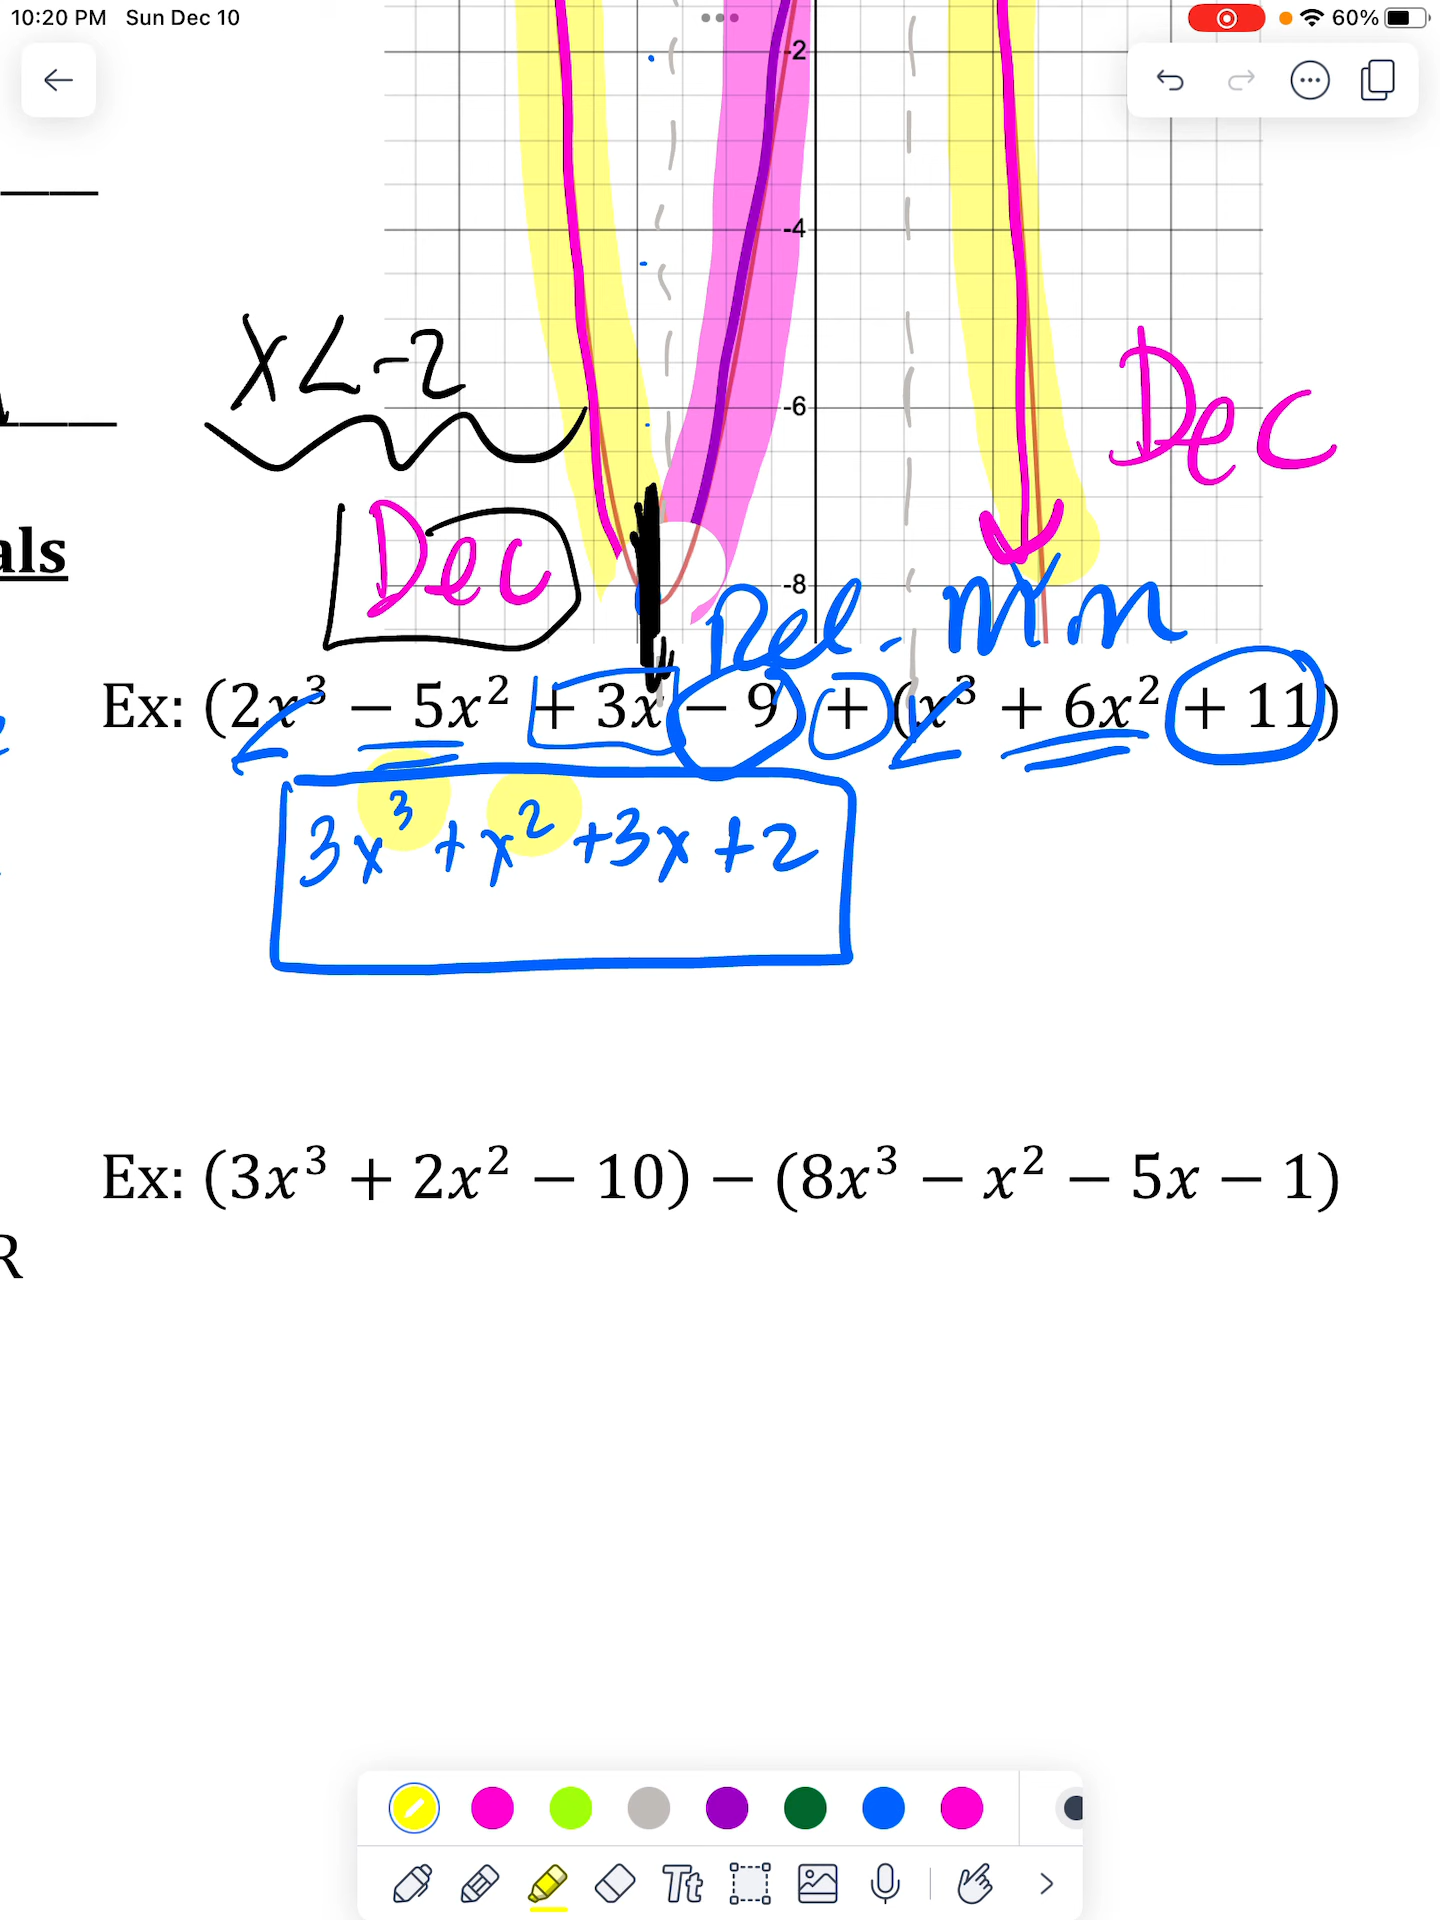 10:20 PM Sun Dec 10
60%
-2
-4
x<-2
-6
Dec
als
Dec
-8
Rel. min
Ex: (2x³ − 5x² + 3x − 9) + (x³ + 6x² + 11)
3x³ + x² + 3x + 2
Ex: (3x³ + 2x² − 10) − (8x³ − x² − 5x − 1)
R
Tt